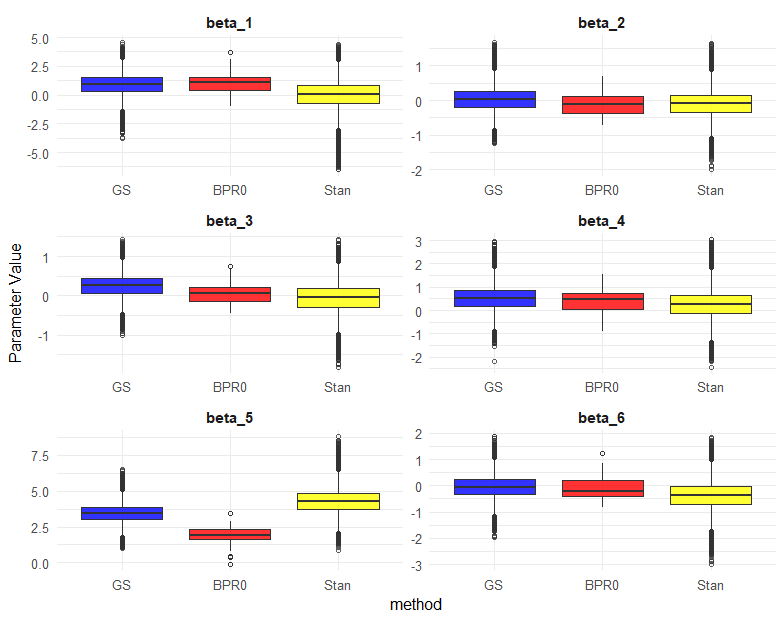 beta_1
beta_2
5.0
2.5
0.0
-2.5
-5.0
1
0
-1
-2
GS
BPR0
Stan
GS
BPR0
Stan
beta_3
beta_4
1
0
-1
3
2
1
0
-1
-2
GS
BPR0
Stan
GS
BPR0
Stan
beta_5
beta_6
7.5
5.0
2.5
0.0
2
1
0
-1
-2
-3
GS
BPR0
Stan
GS
BPR0
Stan
Parameter Value
method